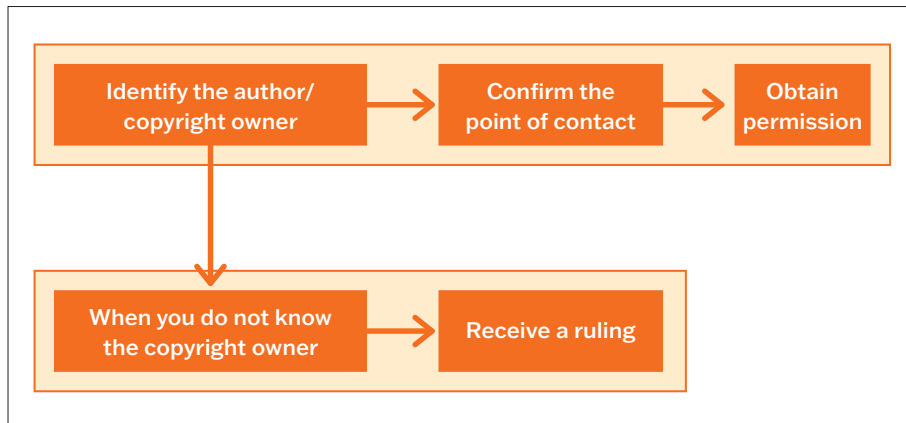 Identify the author/
copyright owner
Confirm the
point of contact
Obtain
permission
When you do not know
the copyright owner
Receive a ruling